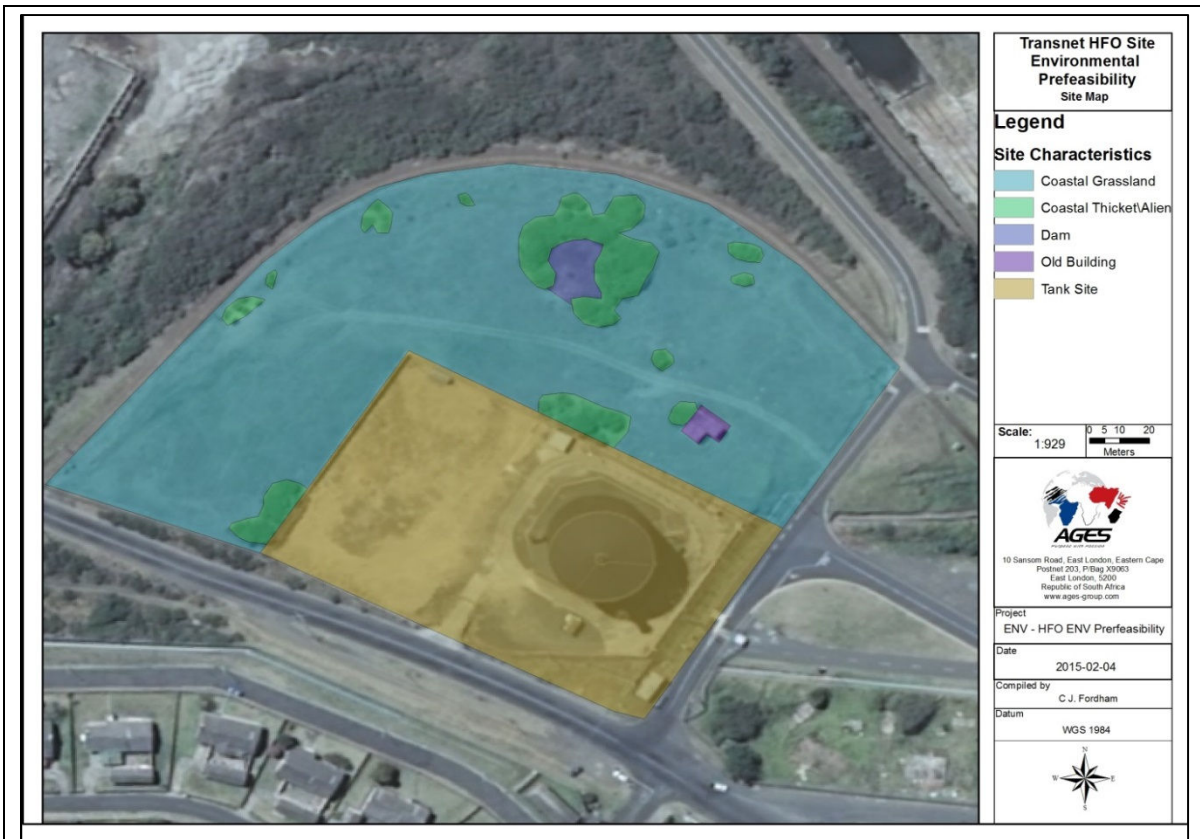 Transnet HFO Site
Environmental
Prefeasibility
Site Map
Legend
Site Characteristics
Coastal Grassland
Coastal Thicket\Alien
Dam
Old Building
Tank Site
Scale:
1:929
0 5 10 20
Meters
AGES
10 Sansom Road, East London, Eastern Cape
Postnet 203, P/Bag X9063
East London, 5200
Republic of South Africa
www.ages-group.com
Project
ENV - HFO ENV Prerfeasibility
Date
2015-02-04
Compiled by
C J. Fordham
Datum
WGS 1984
N
W E
S